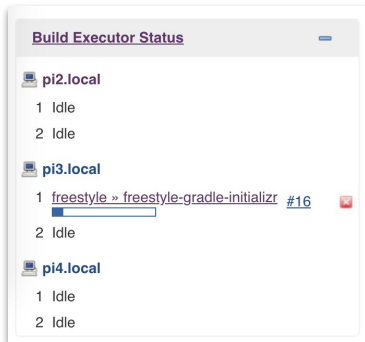 Build Executor Status
pi2.local
1 Idle
2 Idle
pi3.local
1 freestyle » freestyle-gradle-initializr #16
2 Idle
pi4.local
1 Idle
2 Idle